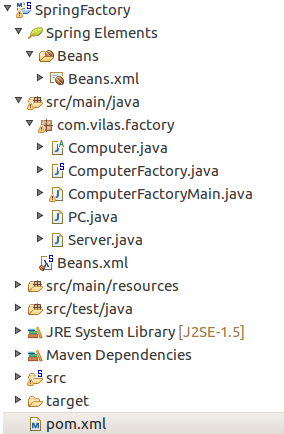 SpringFactory
Spring Elements
Beans
Beans.xml
src/main/java
com.vilas.factory
Computer.java
ComputerFactory.java
ComputerFactoryMain.java
PC.java
Server.java
Beans.xml
src/main/resources
src/test/java
JRE System Library [J2SE-1.5]
Maven Dependencies
src
target
pom.xml